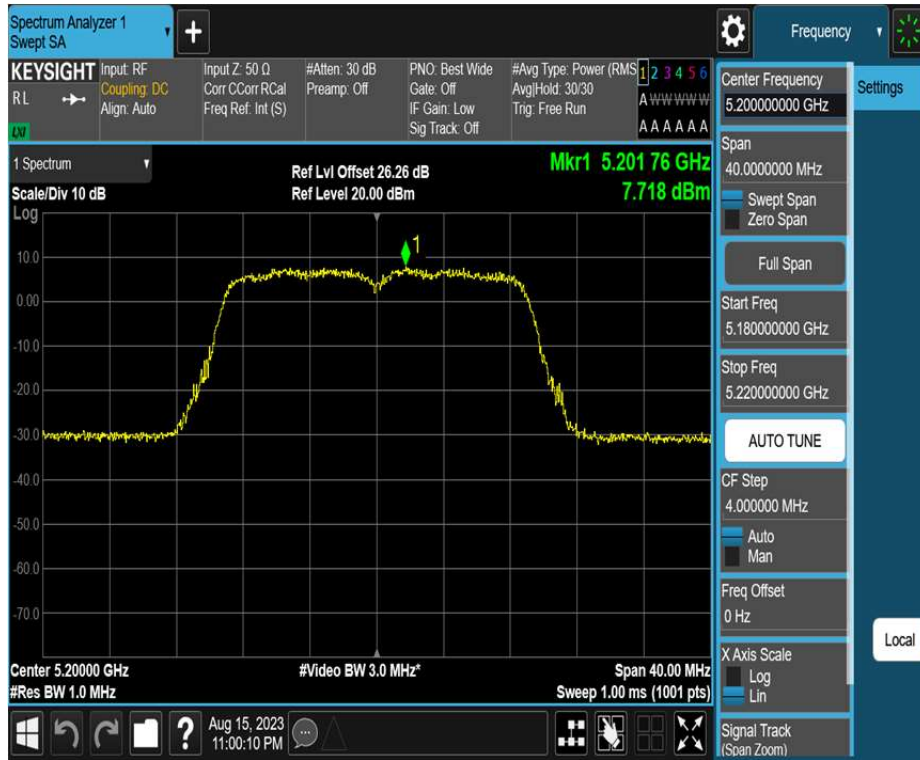 Spectrum Analyzer 1
Swept SA
+
Frequency
KEYSIGHT
R L
LXI
Input: RF
Coupling: DC
Align: Auto
Input Z: 50 Ω
Corr CCorr RCal
Freq Ref: Int (S)
#Atten: 30 dB
Preamp: Off
PNO: Best Wide
Gate: Off
IF Gain: Low
Sig Track: Off
#Avg Type: Power (RMS
Avg|Hold: 30/30
Trig: Free Run
1 2 3 4 5 6
A W W W W W
A A A A A A
1 Spectrum
Scale/Div 10 dB
Log
Ref Lvl Offset 26.26 dB
Ref Level 20.00 dBm
Mkr1 5.201 76 GHz
7.718 dBm
1
10.0
0.00
-10.0
-20.0
-30.0
-40.0
-50.0
-60.0
-70.0
Center 5.20000 GHz
#Res BW 1.0 MHz
#Video BW 3.0 MHz*
Span 40.00 MHz
Sweep 1.00 ms (1001 pts)
?
Aug 15, 2023
11:00:10 PM
Center Frequency
5.200000000 GHz
Span
40.0000000 MHz
Swept Span
Zero Span
Full Span
Start Freq
5.180000000 GHz
Stop Freq
5.220000000 GHz
AUTO TUNE
CF Step
4.000000 MHz
Auto
Man
Freq Offset
0 Hz
X Axis Scale
Log
Lin
Signal Track
(Span Zoom)
Settings
Local